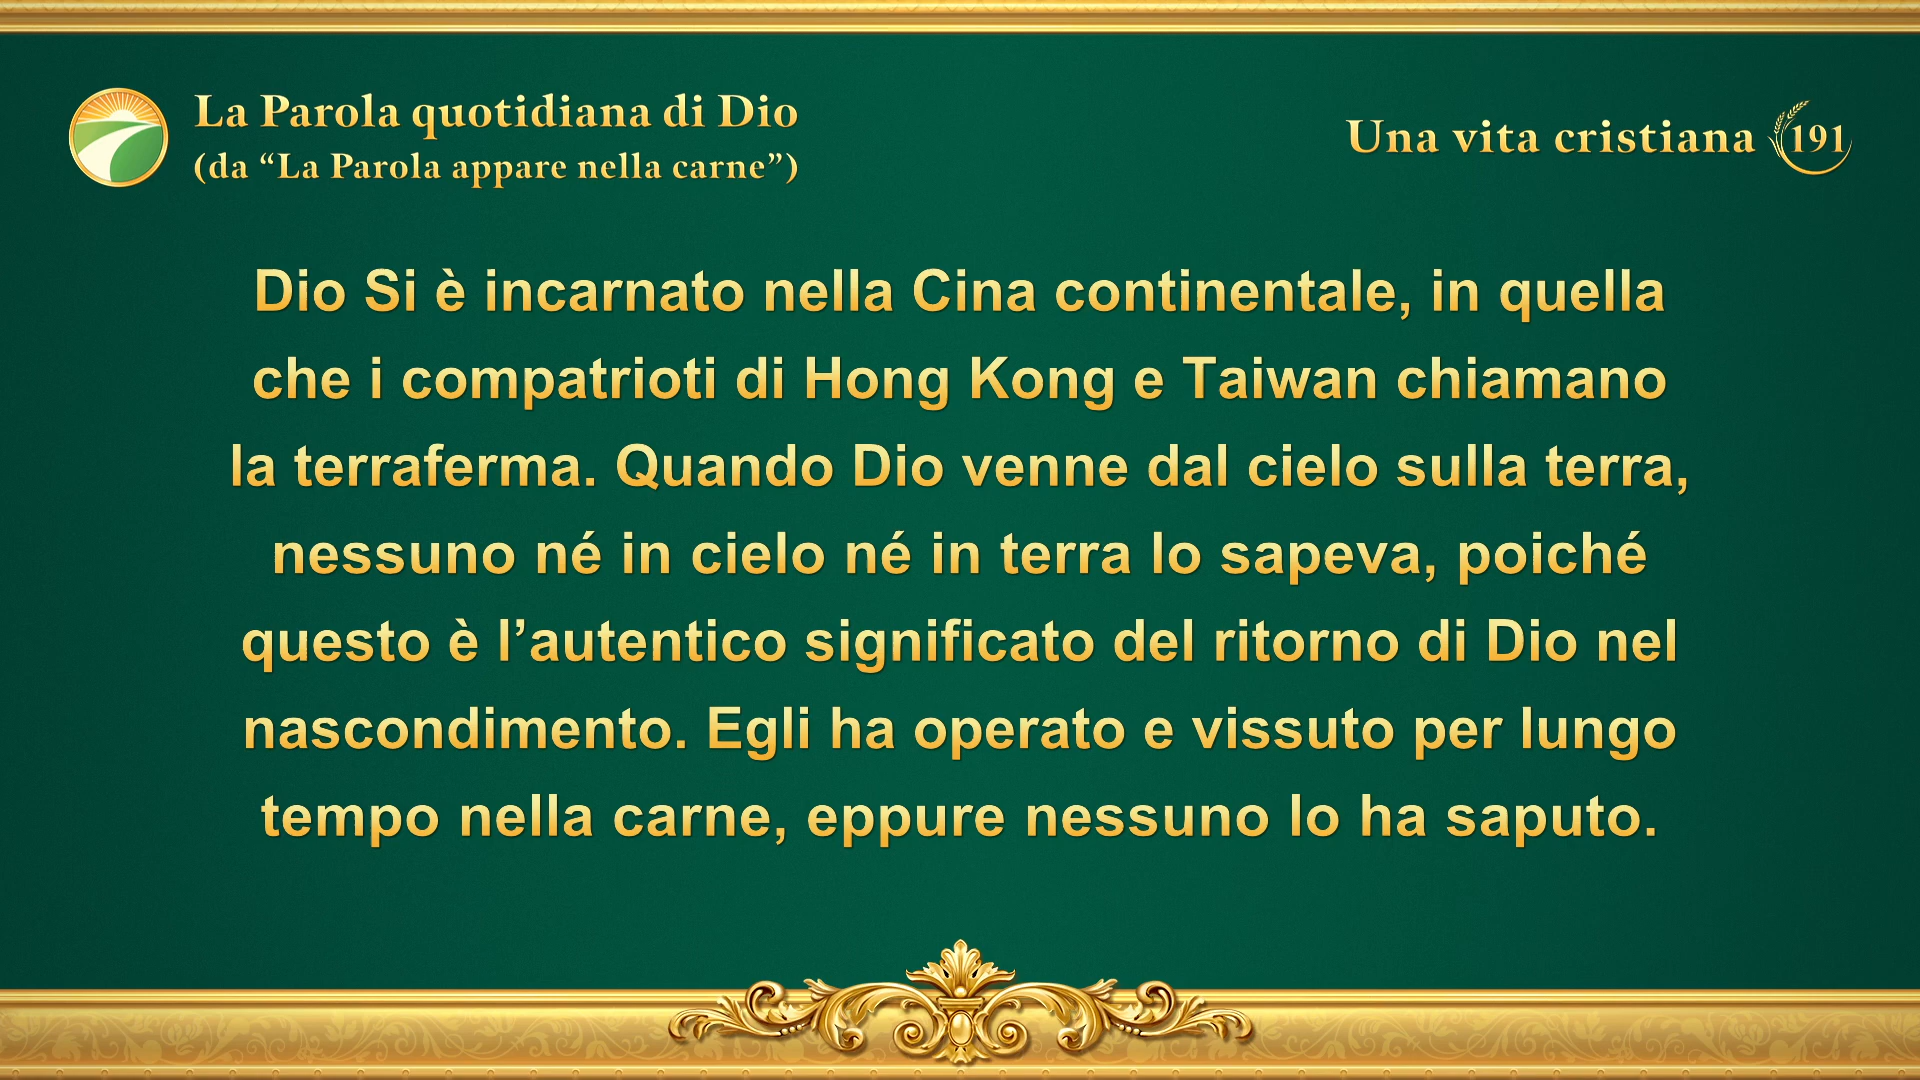 La Parola quotidiana di Dio
(da “La Parola appare nella carne”)
Una vita cristiana 191
Dio Si è incarnato nella Cina continentale, in quella
che i compatrioti di Hong Kong e Taiwan chiamano
la terraferma. Quando Dio venne dal cielo sulla terra,
nessuno né in cielo né in terra lo sapeva, poiché
questo è l’autentico significato del ritorno di Dio nel
nascondimento. Egli ha operato e vissuto per lungo
tempo nella carne, eppure nessuno lo ha saputo.